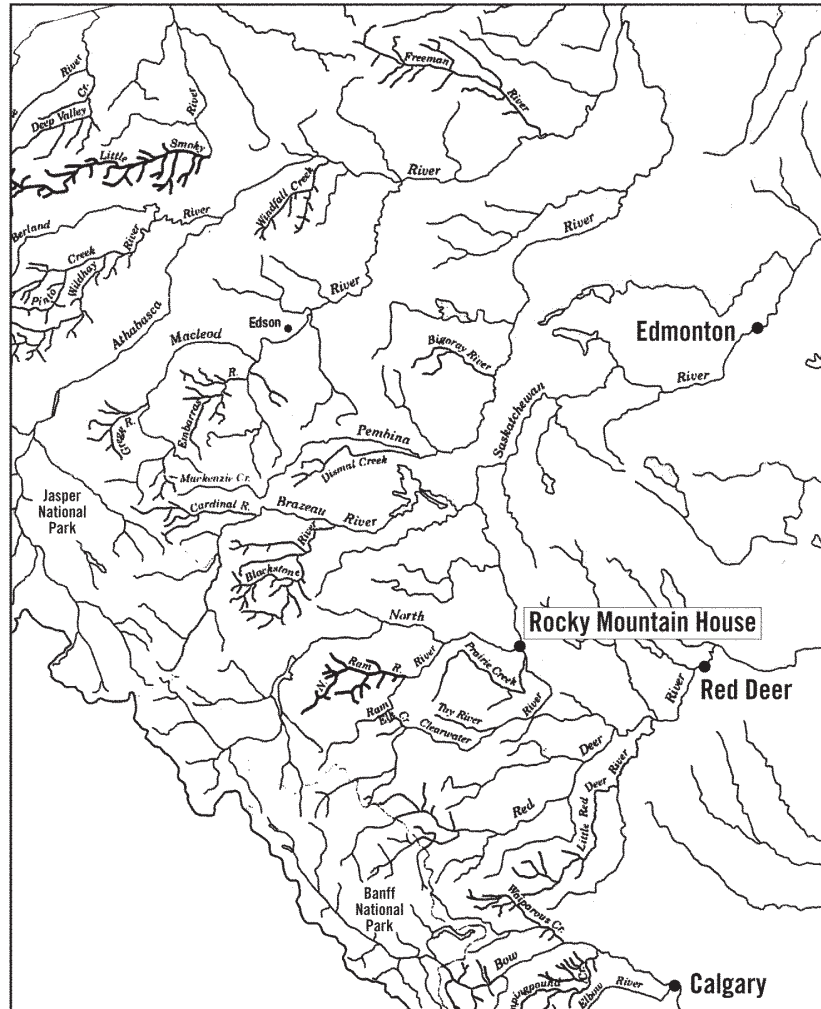 Freeman
River
River
Deep Valley
Cr.
River
Little
Smoky
Windfall Creek
River
Berland
River
River
Creek
River
Pinto
Wildhay
River
Athabasca
Edson
Edmonton
Macleod
Bigoray River
R.
River
Gregg R.
Embarras
Saskatchewan
Pembina
Dismal Creek
Mackenzie Cr.
Jasper
National
Park
Cardinal R.
Brazeau
River
River
Blackstone
North
Rocky Mountain House
River
Prairie Creek
Ram
R.
N.
Red Deer
River
River
Ram
Elk Cr.
Clearwater
Deer
Red
Little Red Deer River
Banff
National
Park
Waiparous Cr.
Bow
Cr.
Calgary
Elbow
River